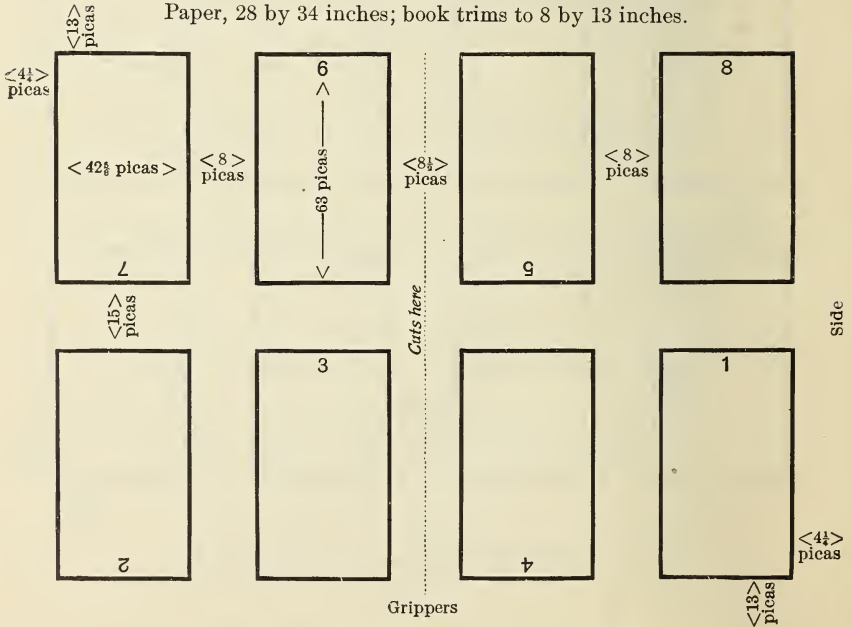 Paper, 28 by 34 inches; book trims to 8 by 13 inches.
<13>
picas
<4¼>
picas
9
8
<42⅚ picas>
<8>
picas
<63 picas>
<8½>
picas
<8>
picas
7
5
<15>
picas
Cuts here
Side
3
1
2
4
<4¼>
picas
<13>
picas
Grippers